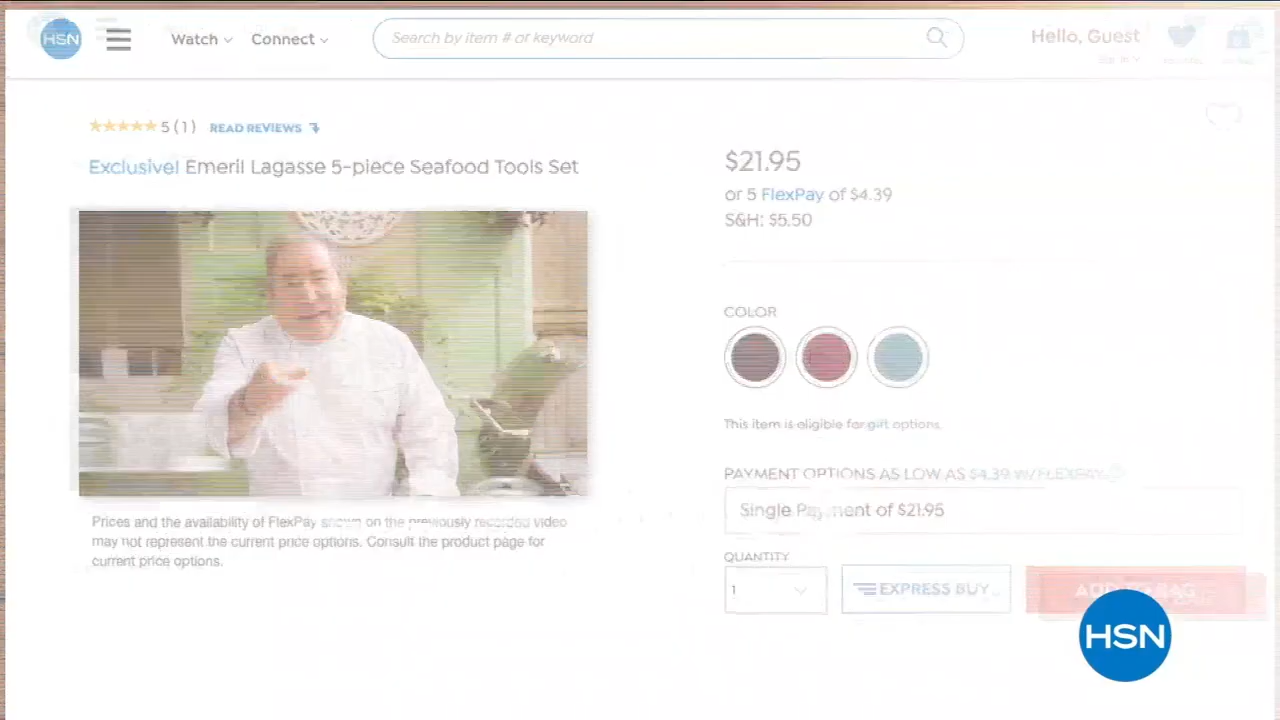 HSN
Watch
Connect
Search by item # or keyword
Hello, Guest
5 (1) READ REVIEWS
Exclusive! Emeril Lagasse 5-piece Seafood Tools Set
$21.95
or 5 FlexPay of $4.39
S&H: $5.50
COLOR
This item is eligible for gift options.
PAYMENT OPTIONS AS LOW AS $4.39 W/FLEXPAY
Single Payment of $21.95
Prices and the availability of FlexPay shown on the previously recorded video
may not represent the current price options. Consult the product page for
current price options.
QUANTITY
1
EXPRESS BUY
ADD TO BAG
HSN